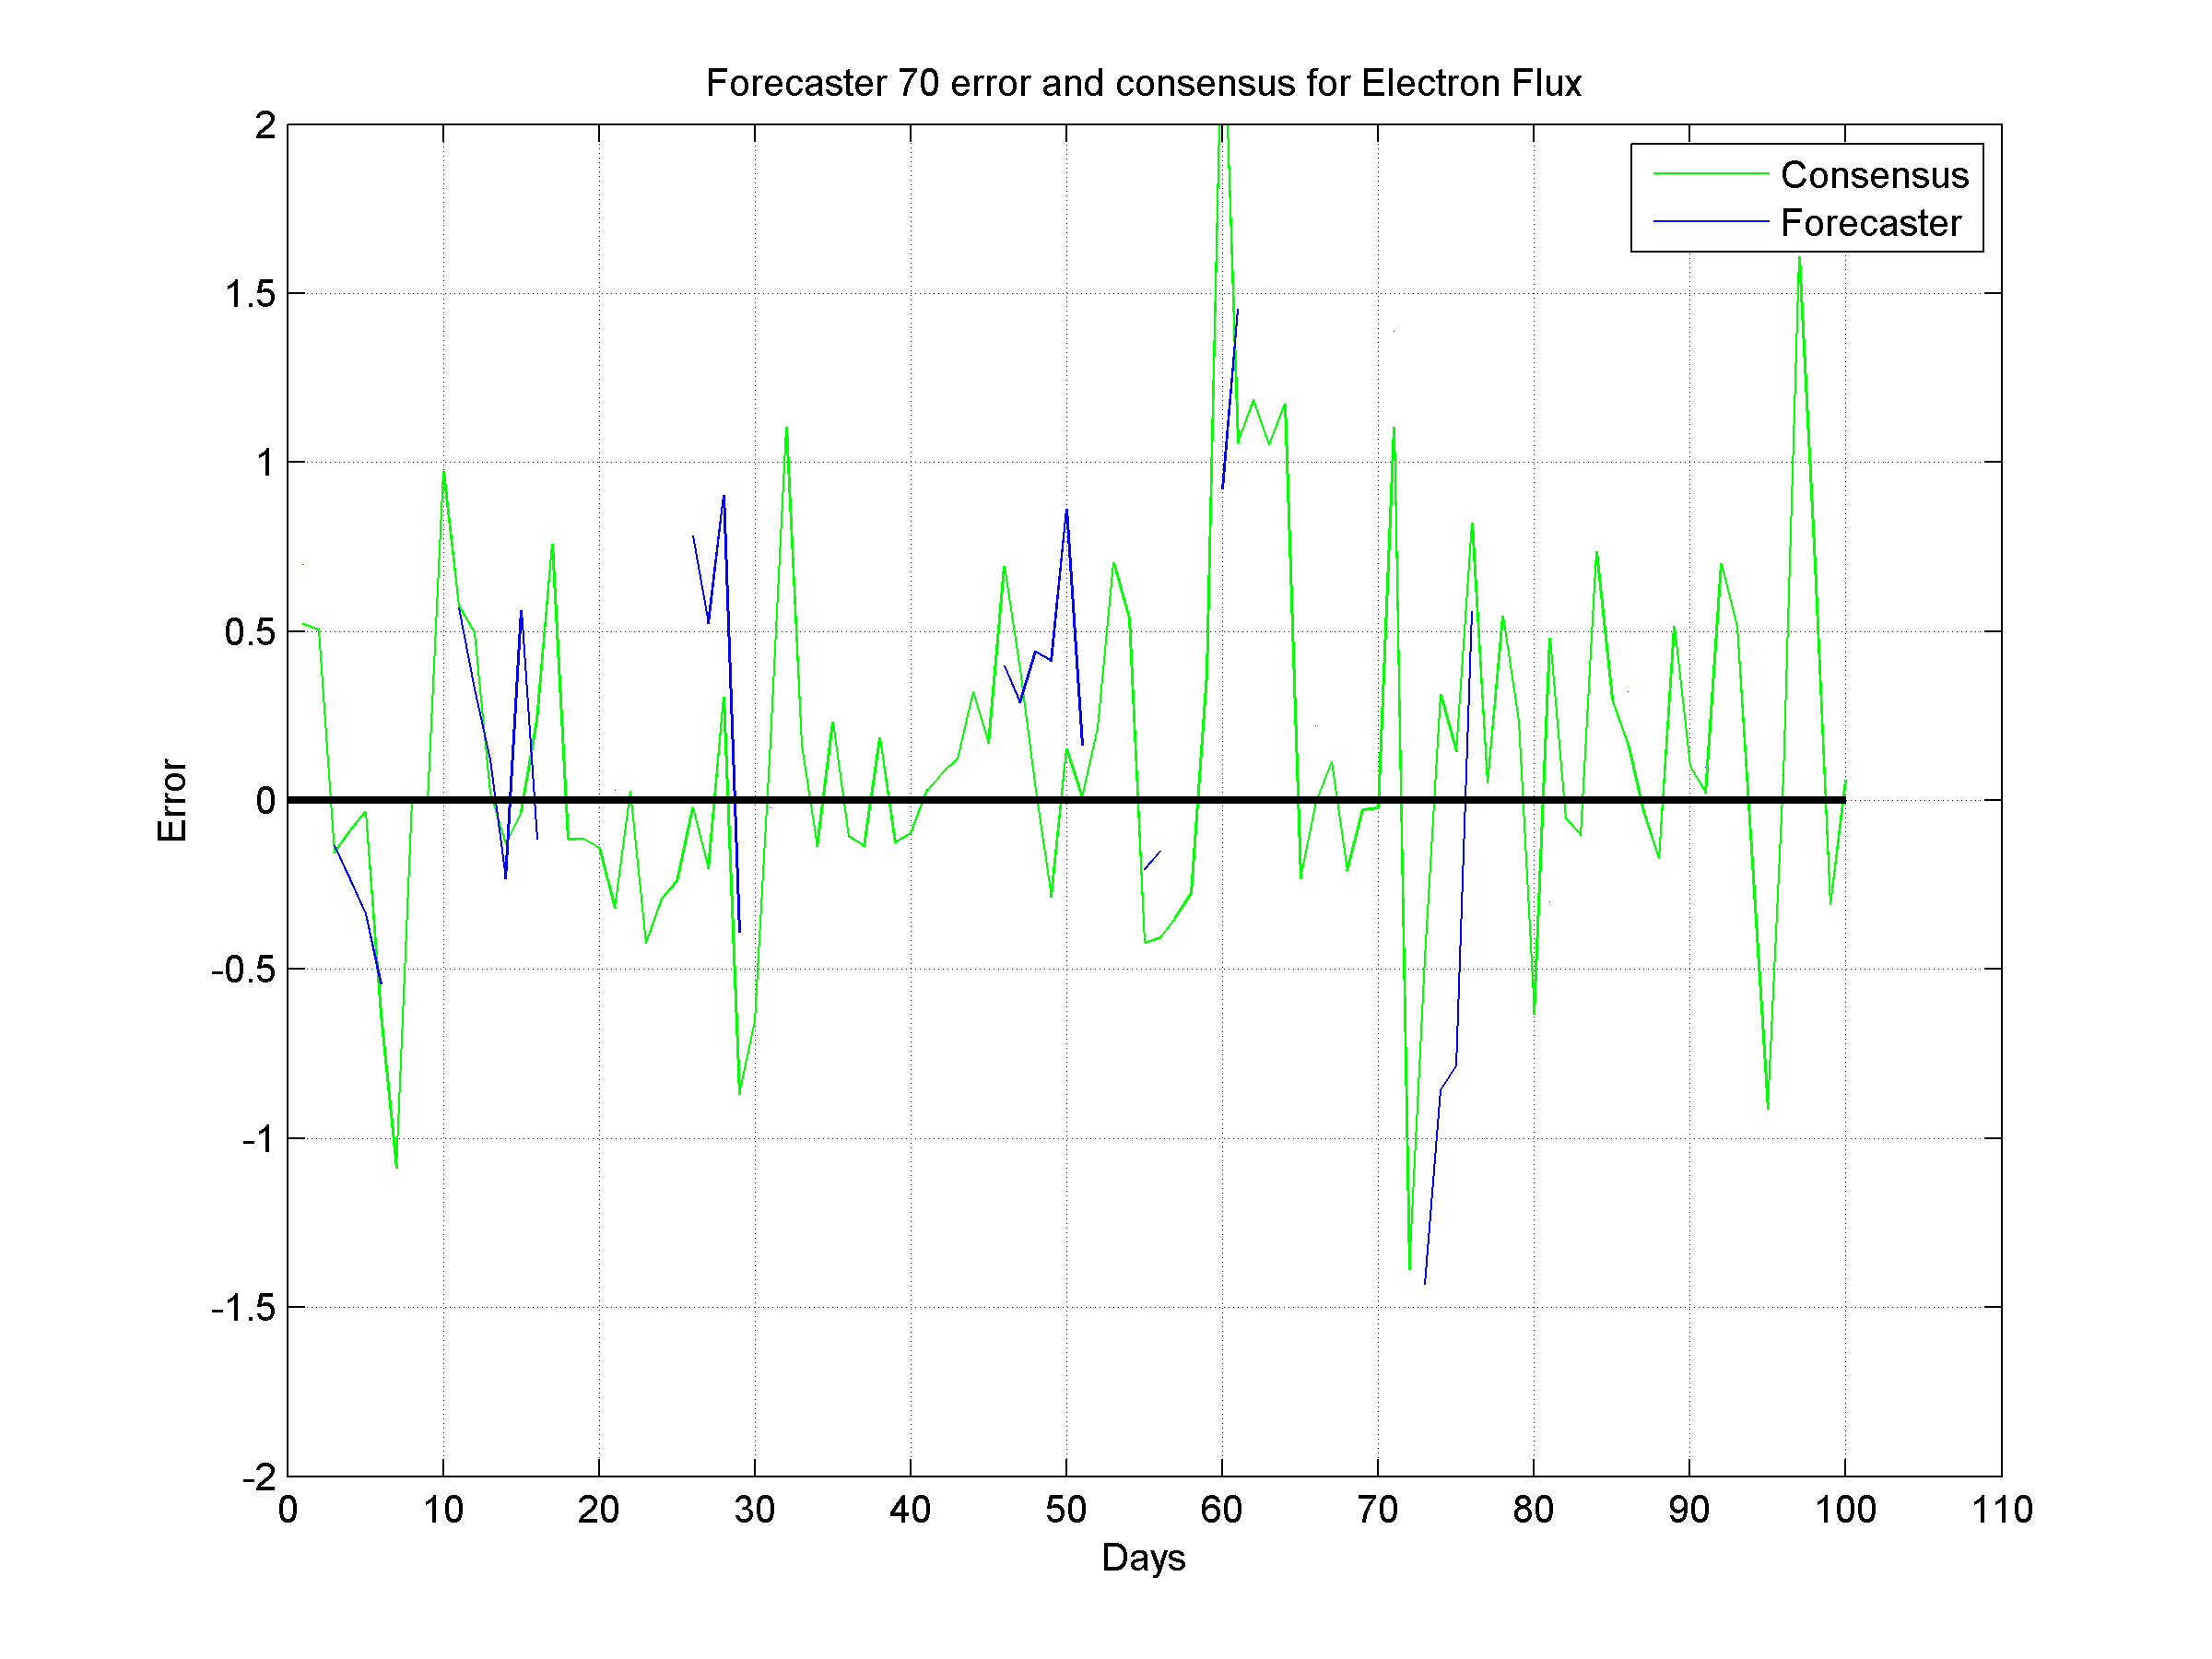 Forecaster 70 error and consensus for Electron Flux
2
1.5
1
0.5
0
-0.5
-1
-1.5
-2
Error
Consensus
Forecaster
0 10 20 30 40 50 60 70 80 90 100 110
Days